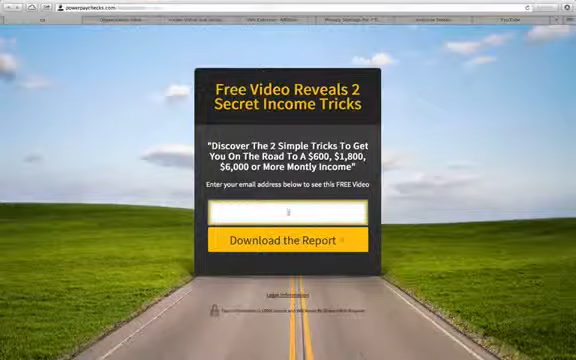 powerpaychecks.com
YouTube
Free Video Reveals 2
Secret Income Tricks
"Discover The 2 Simple Tricks To Get
You On The Road To A $600, $1,800,
$6,000 or More Montly Income"
Enter your email address below to see this FREE Video
Download the Report
Legal Information